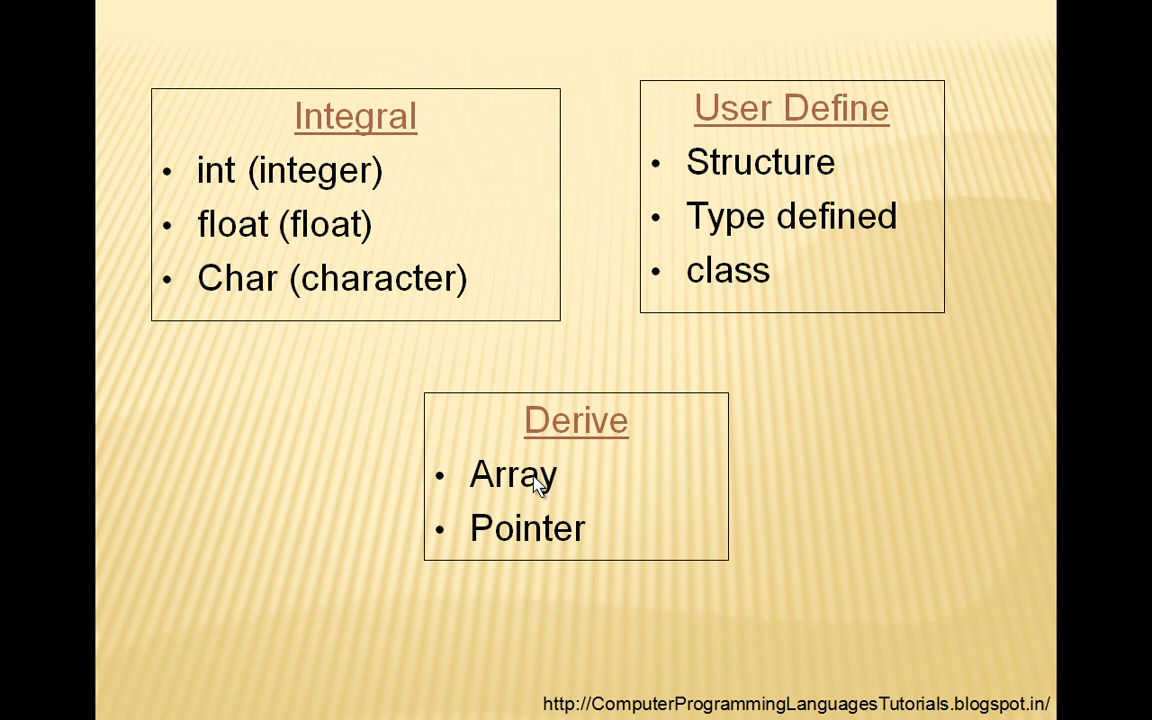 Integral
• int (integer)
• float (float)
• Char (character)
User Define
• Structure
• Type defined
• class
Derive
• Array
• Pointer
http://ComputerProgrammingLanguagesTutorials.blogspot.in/